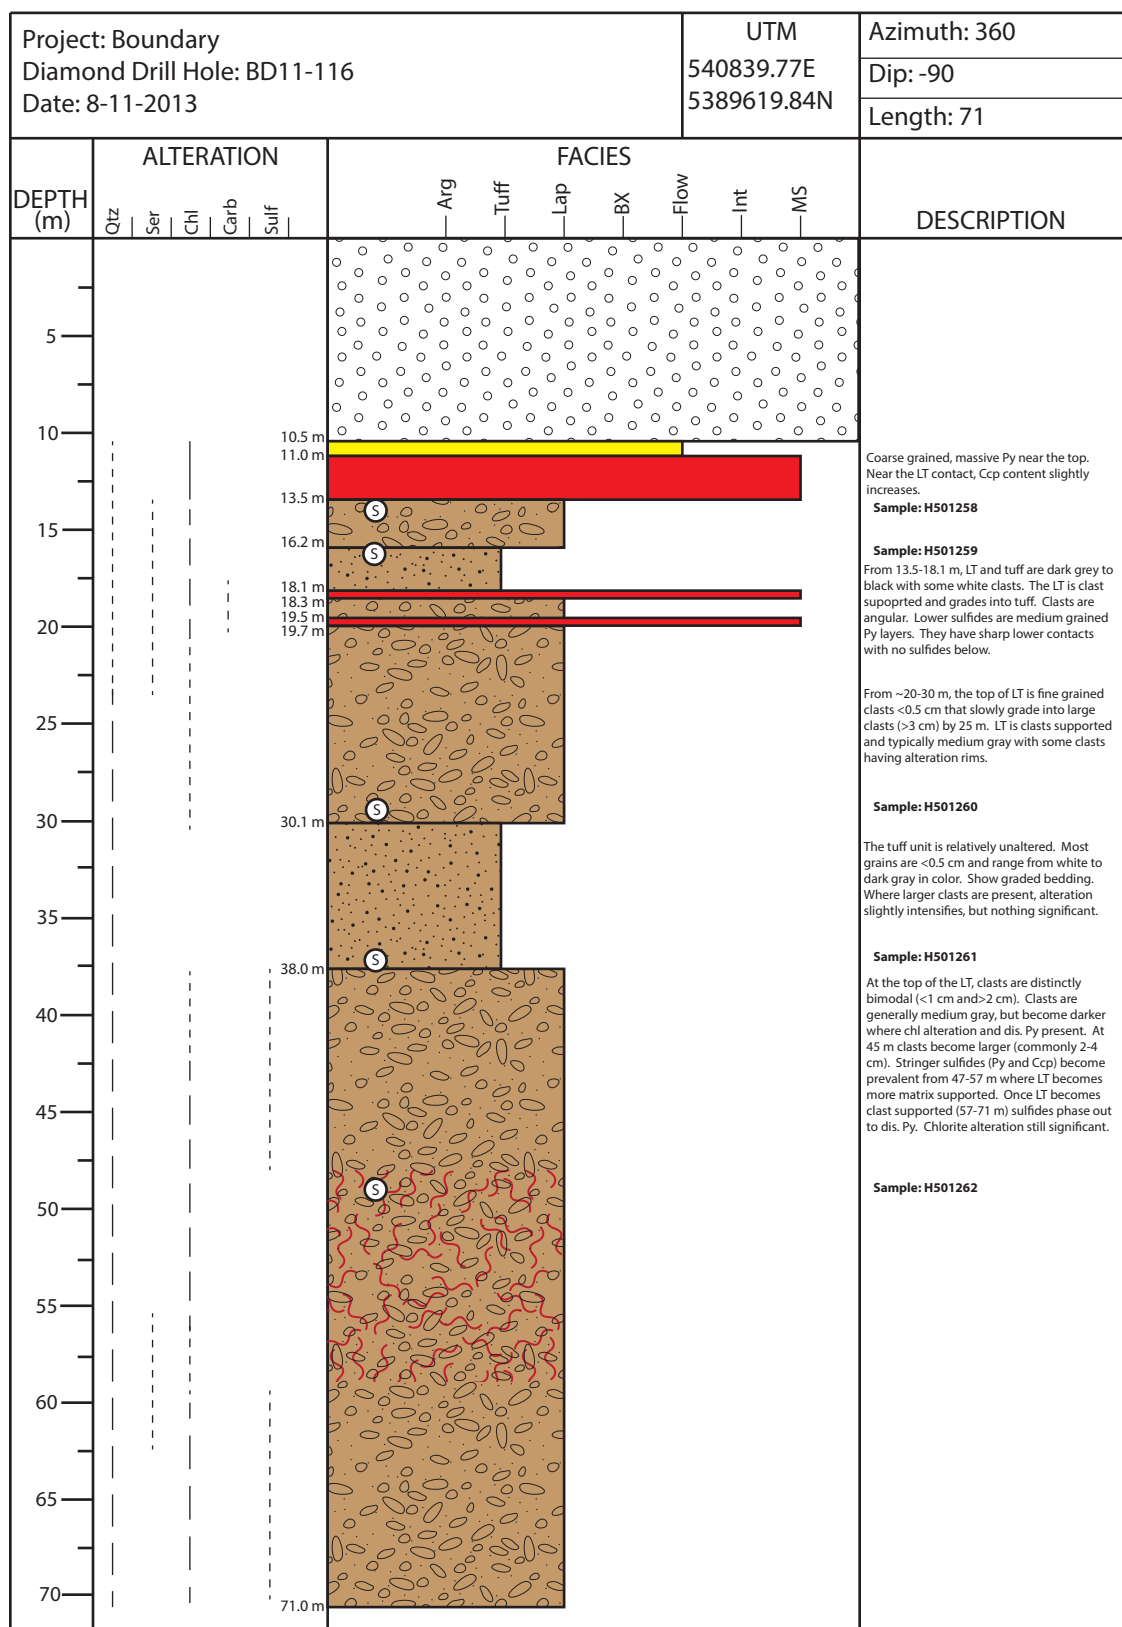 Project: Boundary
Diamond Drill Hole: BD11-116
Date: 8-11-2013
UTM
540839.77E
5389619.84N
Azimuth: 360
Dip: -90
Length: 71
DEPTH
(m)
ALTERATION
Qtz
Ser
Chl
Carb
Sulf
FACIES
Arg
Tuff
Lap
BX
Flow
Int
MS
DESCRIPTION
5
10
15
20
25
30
35
40
45
50
55
60
65
70
10.5 m
11.0 m
13.5 m
16.2 m
18.1 m
18.3 m
19.5 m
19.7 m
30.1 m
38.0 m
71.0 m
S
S
S
S
S
Coarse grained, massive Py near the top.
Near the LT contact, Ccp content slightly
increases.
Sample: H501258
Sample: H501259
From 13.5-18.1 m, LT and tuff are dark grey to
black with some white clasts. The LT is clast
supoprted and grades into tuff. Clasts are
angular. Lower sulfides are medium grained
Py layers. They have sharp lower contacts
with no sulfides below.
From ~20-30 m, the top of LT is fine grained
clasts <0.5 cm that slowly grade into large
clasts (>3 cm) by 25 m. LT is clasts supported
and typically medium gray with some clasts
having alteration rims.
Sample: H501260
The tuff unit is relatively unaltered. Most
grains are <0.5 cm and range from white to
dark gray in color. Show graded bedding.
Where larger clasts are present, alteration
slightly intensifies, but nothing significant.
Sample: H501261
At the top of the LT, clasts are distinctly
bimodal (<1 cm and>2 cm). Clasts are
generally medium gray, but become darker
where chl alteration and dis. Py present. At
45 m clasts become larger (commonly 2-4
cm). Stringer sulfides (Py and Ccp) become
prevalent from 47-57 m where LT becomes
more matrix supported. Once LT becomes
clast supported (57-71 m) sulfides phase out
to dis. Py. Chlorite alteration still significant.
Sample: H501262